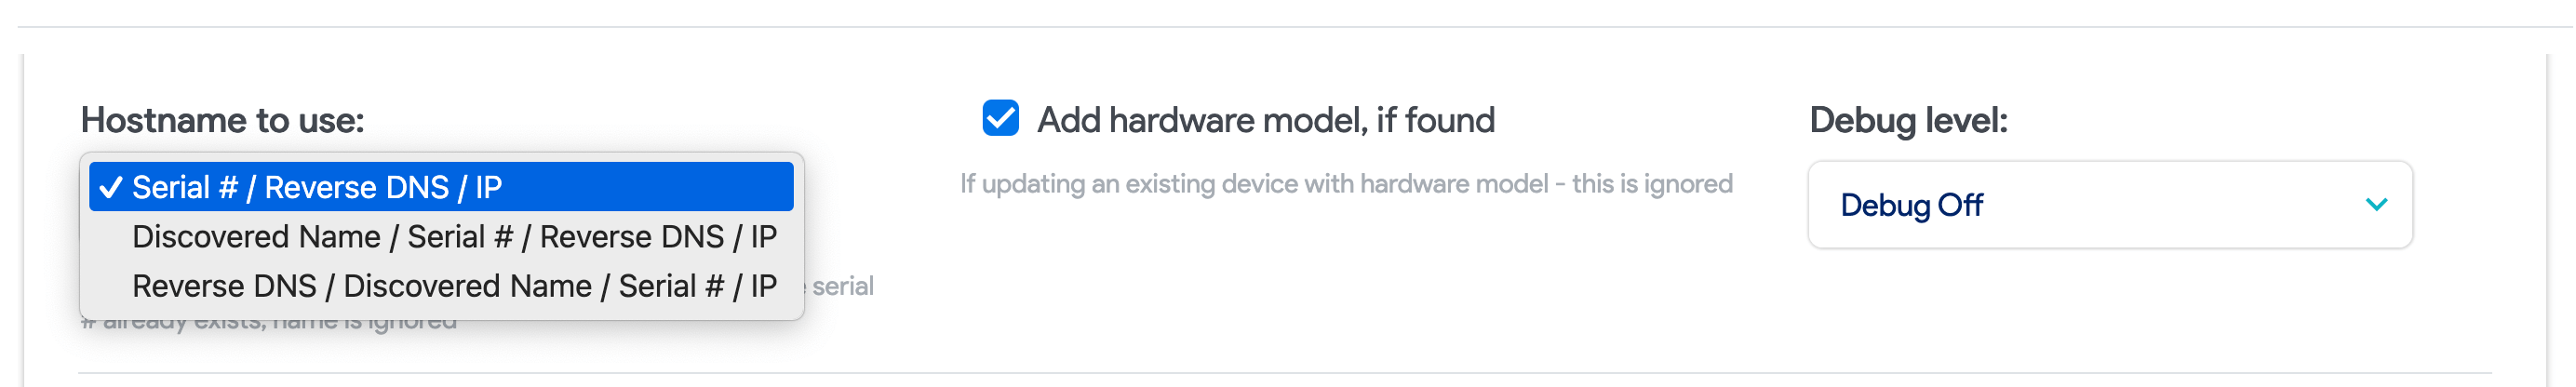 Hostname to use:
Serial # / Reverse DNS / IP
Discovered Name / Serial # / Reverse DNS / IP
Reverse DNS / Discovered Name / Serial # / IP
serial
# already exists, name is ignored
Add hardware model, if found
If updating an existing device with hardware model - this is ignored
Debug level:
Debug Off